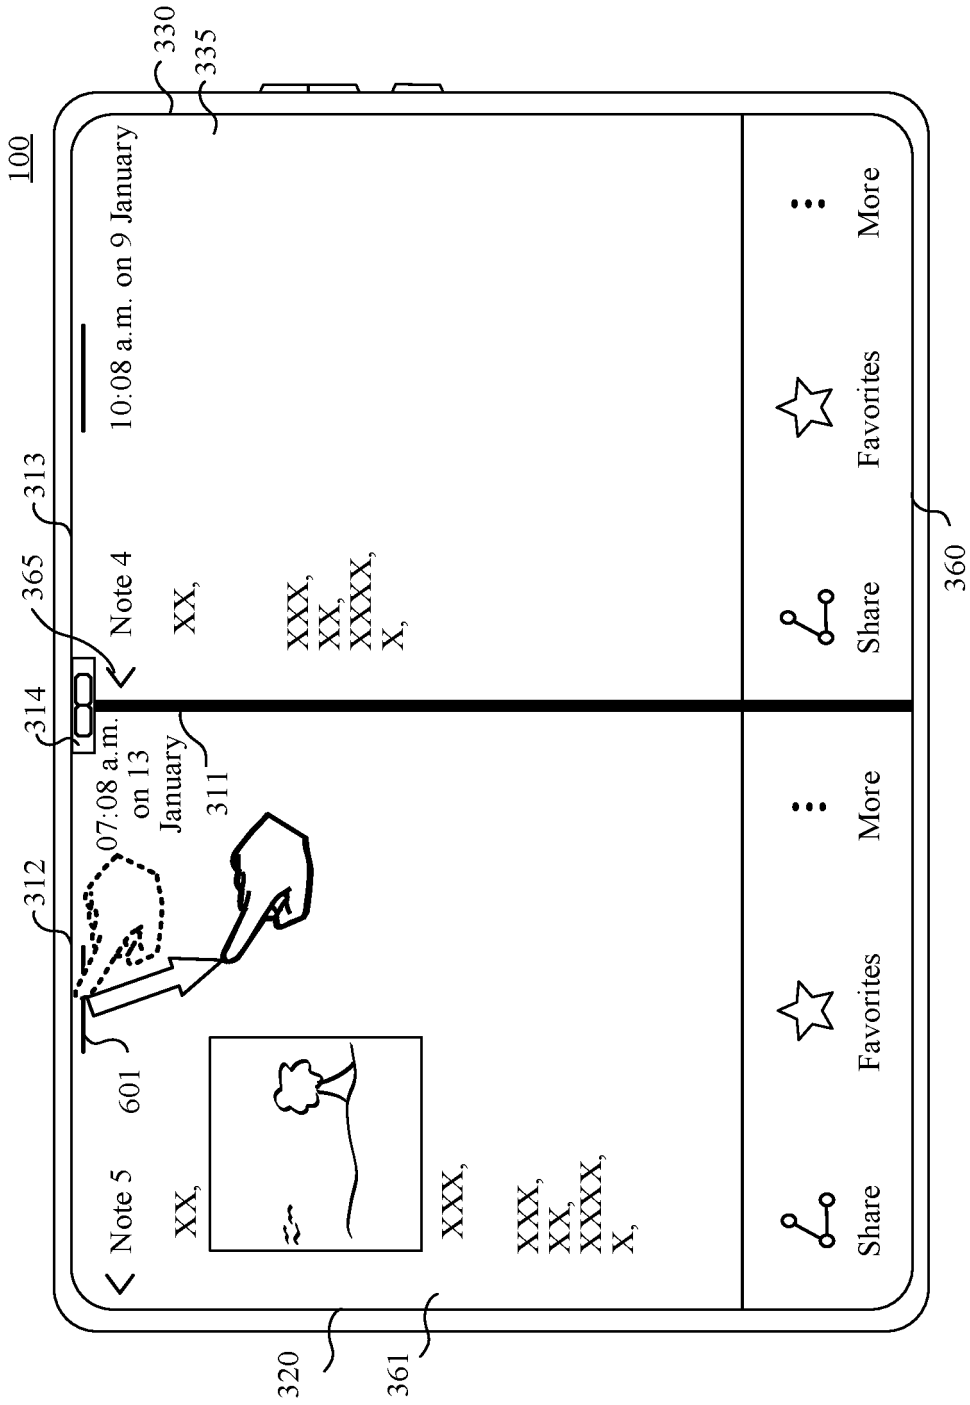 100
312 314 365 313
330
335
Note 5
601
07:08 a.m.
on 13
January
311
XX,
XXX,
XXX,
XX,
XXXX,
X,
Share Favorites More
Note 4 10:08 a.m. on 9 January
XX,
XXX,
XX,
XXXX,
X,
Share Favorites More
320
361
360